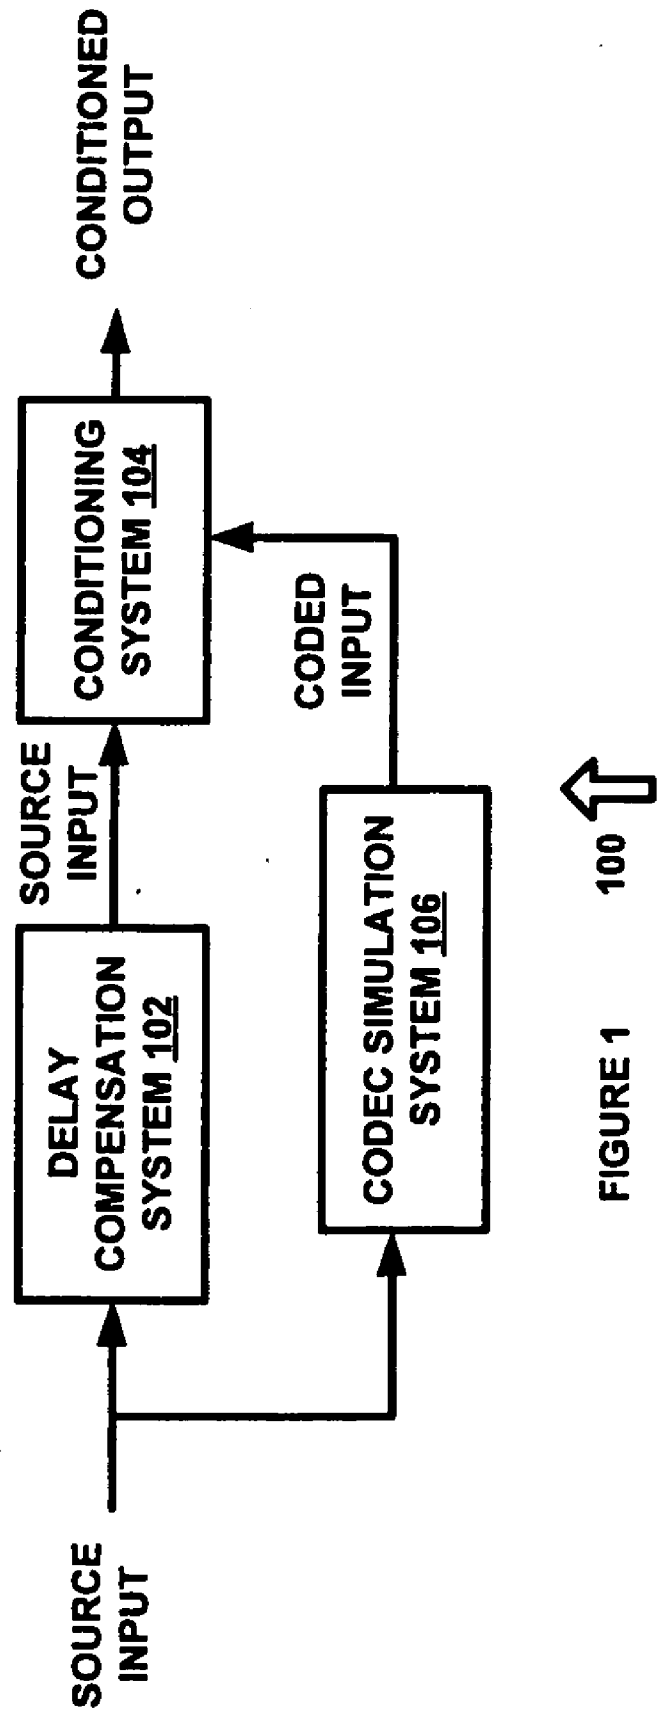 SOURCE
INPUT
DELAY
COMPENSATION
SYSTEM 102
SOURCE
INPUT
CONDITIONING
SYSTEM 104
CONDITIONED
OUTPUT
CODEC SIMULATION
SYSTEM 106
CODED
INPUT
FIGURE 1
100